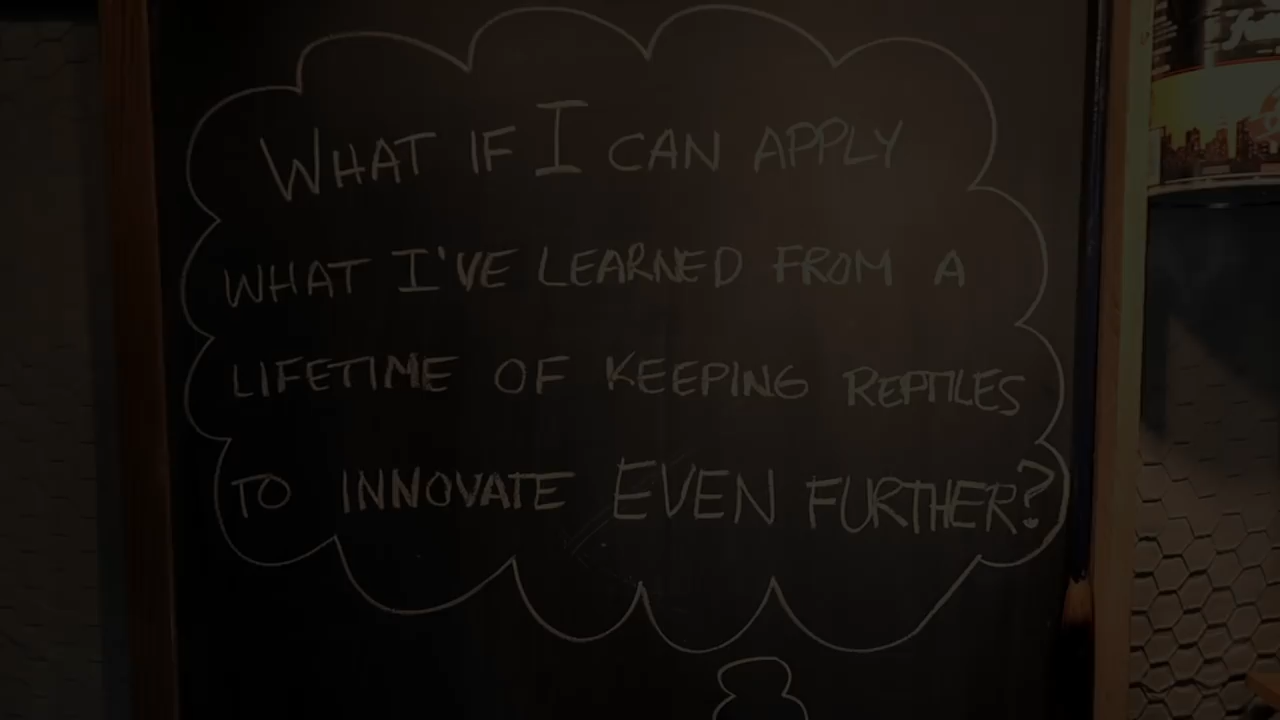 WHAT IF I CAN APPLY
WHAT I'VE LEARNED FROM A
LIFETIME OF KEEPING REPTILES
TO INNOVATE EVEN FURTHER?